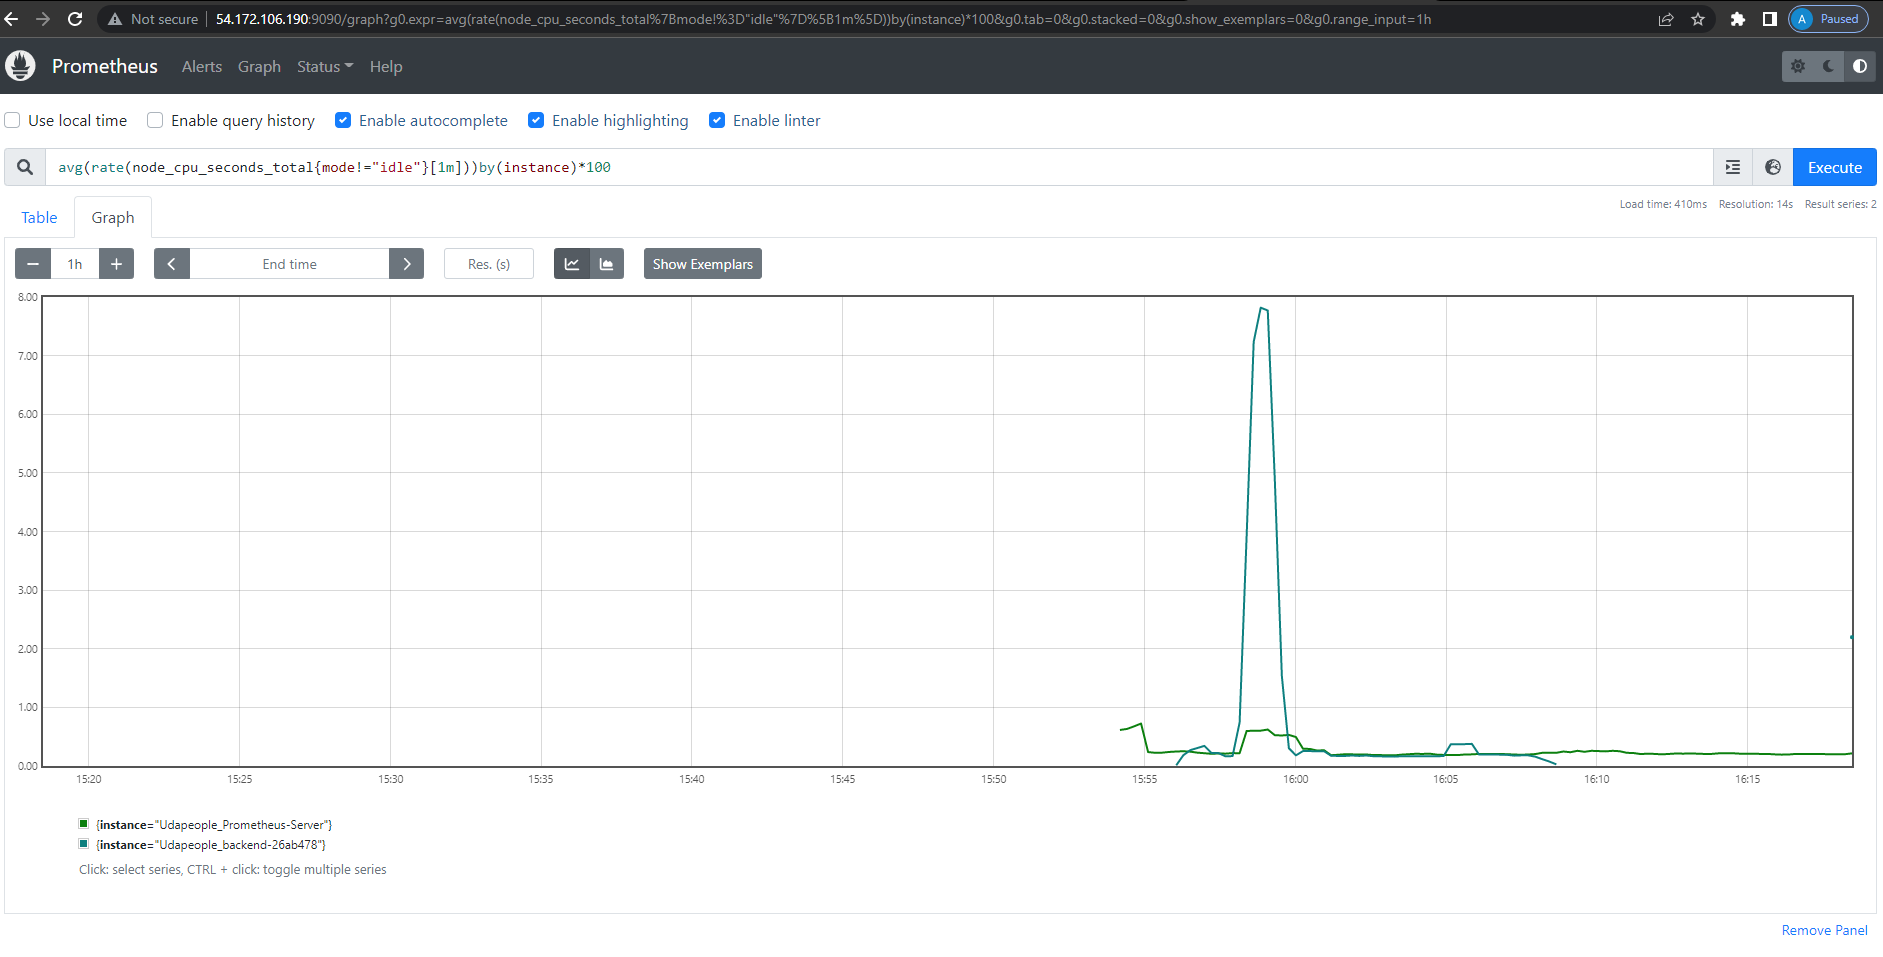 Not secure 54.172.106.190:9090/graph?g0.expr=avg(rate(node_cpu_seconds_total%7Bmode!%3D"idle"%7D%5B1m%5D))by(instance)*100&g0.tab=0&g0.stacked=0&g0.show_exemplars=0&g0.range_input=1h A Paused
Prometheus Alerts Graph Status Help
Use local time Enable query history Enable autocomplete Enable highlighting Enable linter
avg(rate(node_cpu_seconds_total{mode!="idle"}[1m]))by(instance)*100 Execute
Load time: 410ms Resolution: 14s Result series: 2
Table Graph
1h End time Res. (s) Show Exemplars
8.00
7.00
6.00
5.00
4.00
3.00
2.00
1.00
0.00
15:20 15:25 15:30 15:35 15:40 15:45 15:50 15:55 16:00 16:05 16:10 16:15
{instance="Udapeople_Prometheus-Server"}
{instance="Udapeople_backend-26ab478"}
Click: select series, CTRL + click: toggle multiple series
Remove Panel